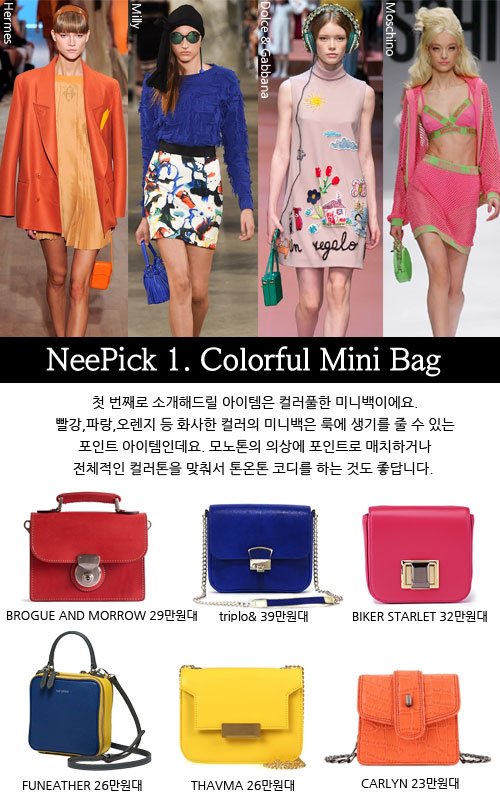 Hermes
Milly
Dolce & Gabbana
Moschino
NeePick 1. Colorful Mini Bag
첫 번째로 소개해드릴 아이템은 컬러풀한 미니백이에요.
빨강,파랑,오렌지 등 화사한 컬러의 미니백은 룩에 생기를 줄 수 있는
포인트 아이템인데요. 모노톤의 의상에 포인트로 매치하거나
전체적인 컬러톤을 맞춰서 톤온톤 코디를 하는 것도 좋답니다.
BROGUE AND MORROW 29만원대
triplo& 39만원대
BIKER STARLET 32만원대
FUNEATHER 26만원대
THAVMA 26만원대
CARLYN 23만원대